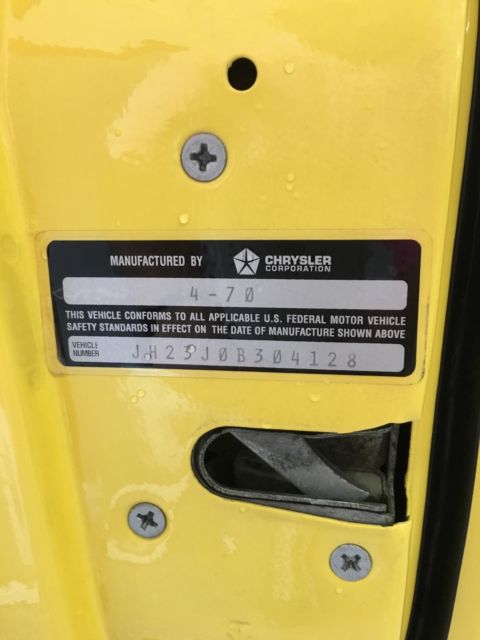 MANUFACTURED BY CHRYSLER CORPORATION
4-70
THIS VEHICLE CONFORMS TO ALL APPLICABLE U.S. FEDERAL MOTOR VEHICLE
SAFETY STANDARDS IN EFFECT ON THE DATE OF MANUFACTURE SHOWN ABOVE
VEHICLE NUMBER JH23J0B304128